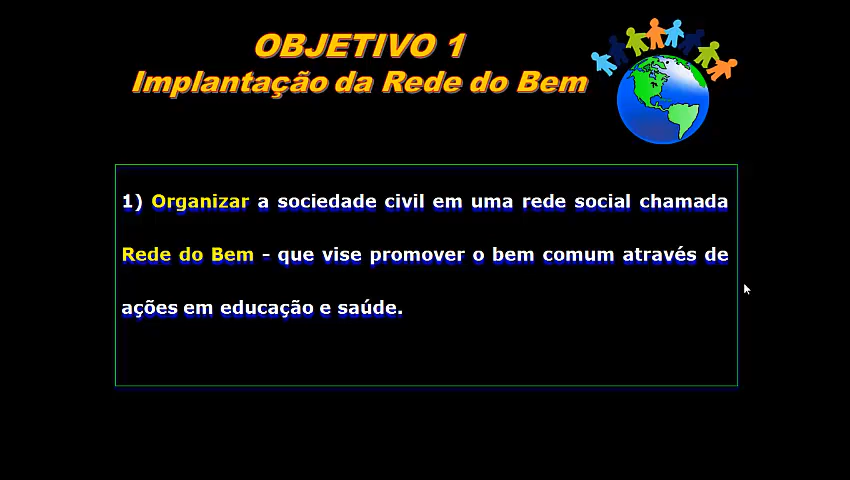 OBJETIVO 1
Implantação da Rede do Bem
1) Organizar a sociedade civil em uma rede social chamada
Rede do Bem - que vise promover o bem comum através de
ações em educação e saúde.